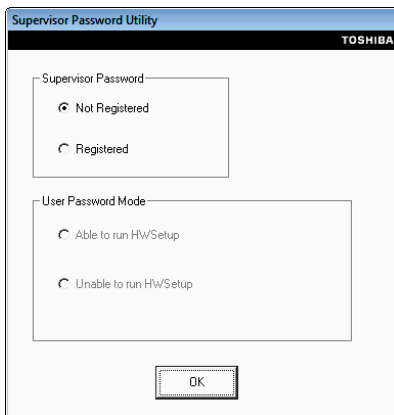 Supervisor Password Utility
TOSHIBA
Supervisor Password
Not Registered
Registered
User Password Mode
Able to run HWSetup
Unable to run HWSetup
OK